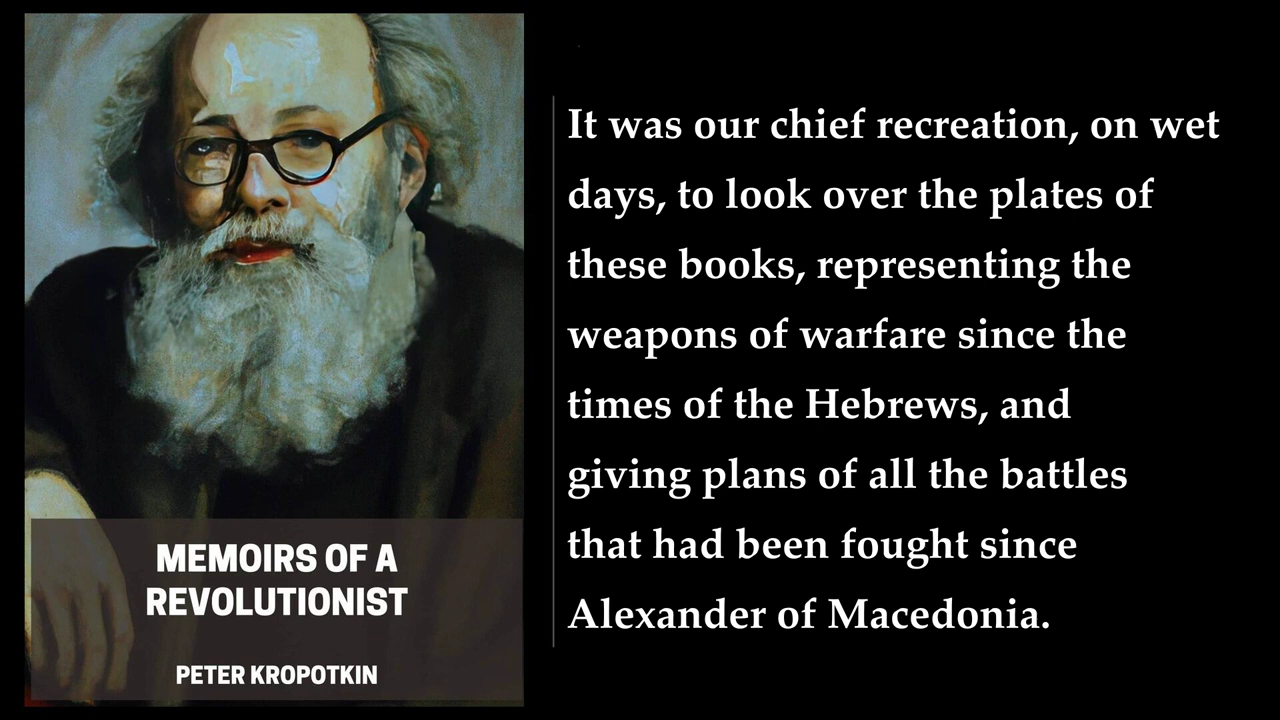 MEMOIRS OF A
REVOLUTIONIST
PETER KROPOTKIN
It was our chief recreation, on wet
days, to look over the plates of
these books, representing the
weapons of warfare since the
times of the Hebrews, and
giving plans of all the battles
that had been fought since
Alexander of Macedonia.